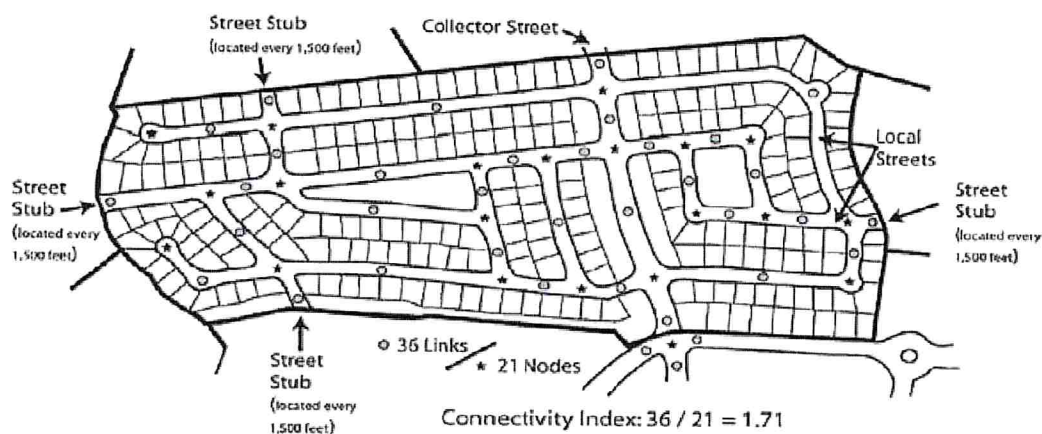 Street Stub
(located every 1,500 feet)
Collector Street
Local
Streets
Street
Stub
(located every
1,500 feet)
Street
Stub
(located every
1,500 feet)
Street
Stub
(located every
1,500 feet)
36 Links
21 Nodes
Connectivity Index: 36 / 21 = 1.71